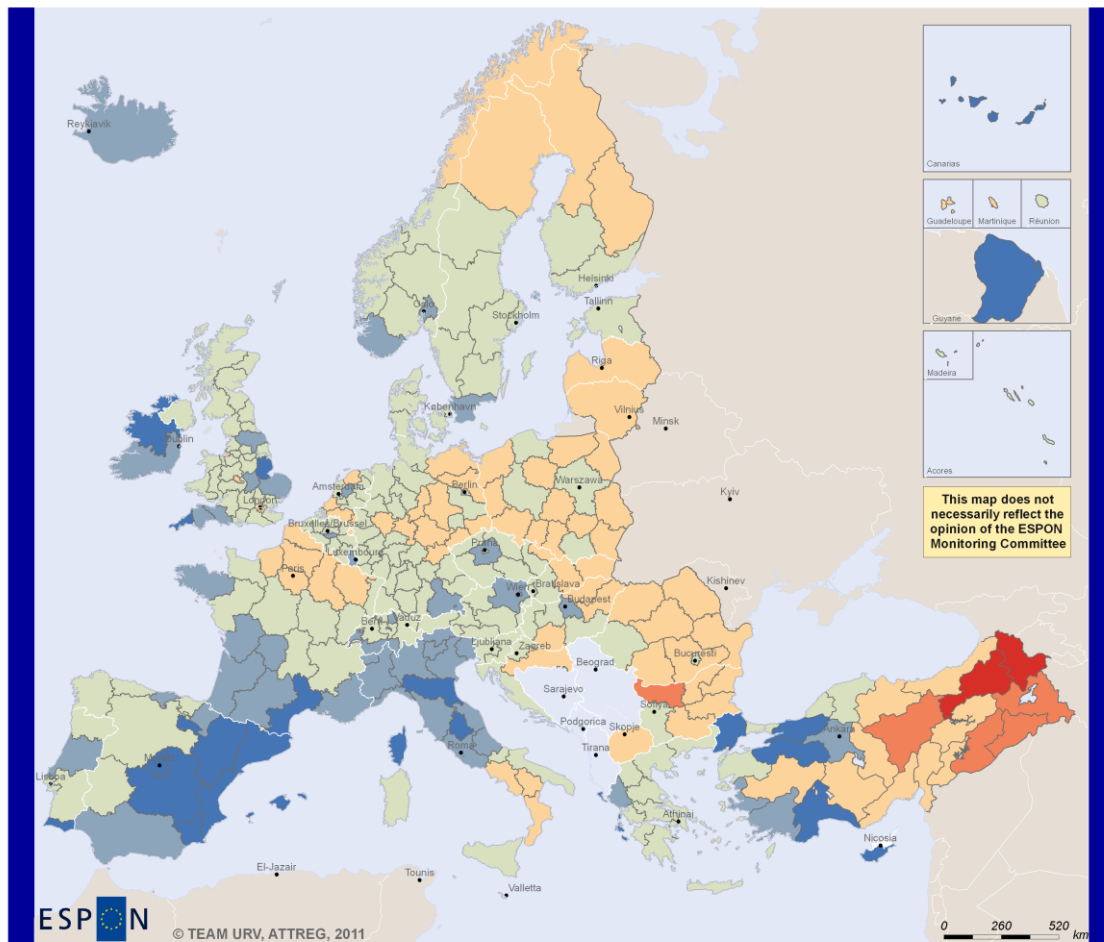 Reykjavik
Canarias
Guadeloupe
Martinique
Réunion
Guyane
Madeira
Acores
Oslo
Helsinki
Tallinn
Stockholm
Riga
København
Vilnius
Minsk
Dublin
Amsterdam
Berlin
Warszawa
London
Kyiv
Bruxelles/Brussel
Luxembourg
Praha
Paris
Wien
Bratislava
Kishinev
Budapest
Bern
Vaduz
Ljubljana
Zagreb
Bucuresti
Beograd
Sarajevo
Sofiya
Podgorica
Skopje
Ankara
Roma
Tirana
Madrid
Lisboa
Athinai
Nicosia
El-Jazair
Tounis
Valletta
This map does not
necessarily reflect the
opinion of the ESPON
Monitoring Committee
ESPON
© TEAM URV, ATTREG, 2011
0 260 520
km